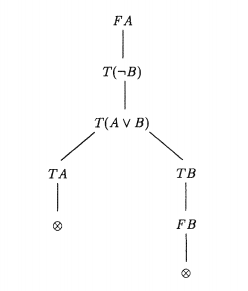 FA
T(¬B)
T(A ∨ B)
TA TB
⊗ FB
⊗